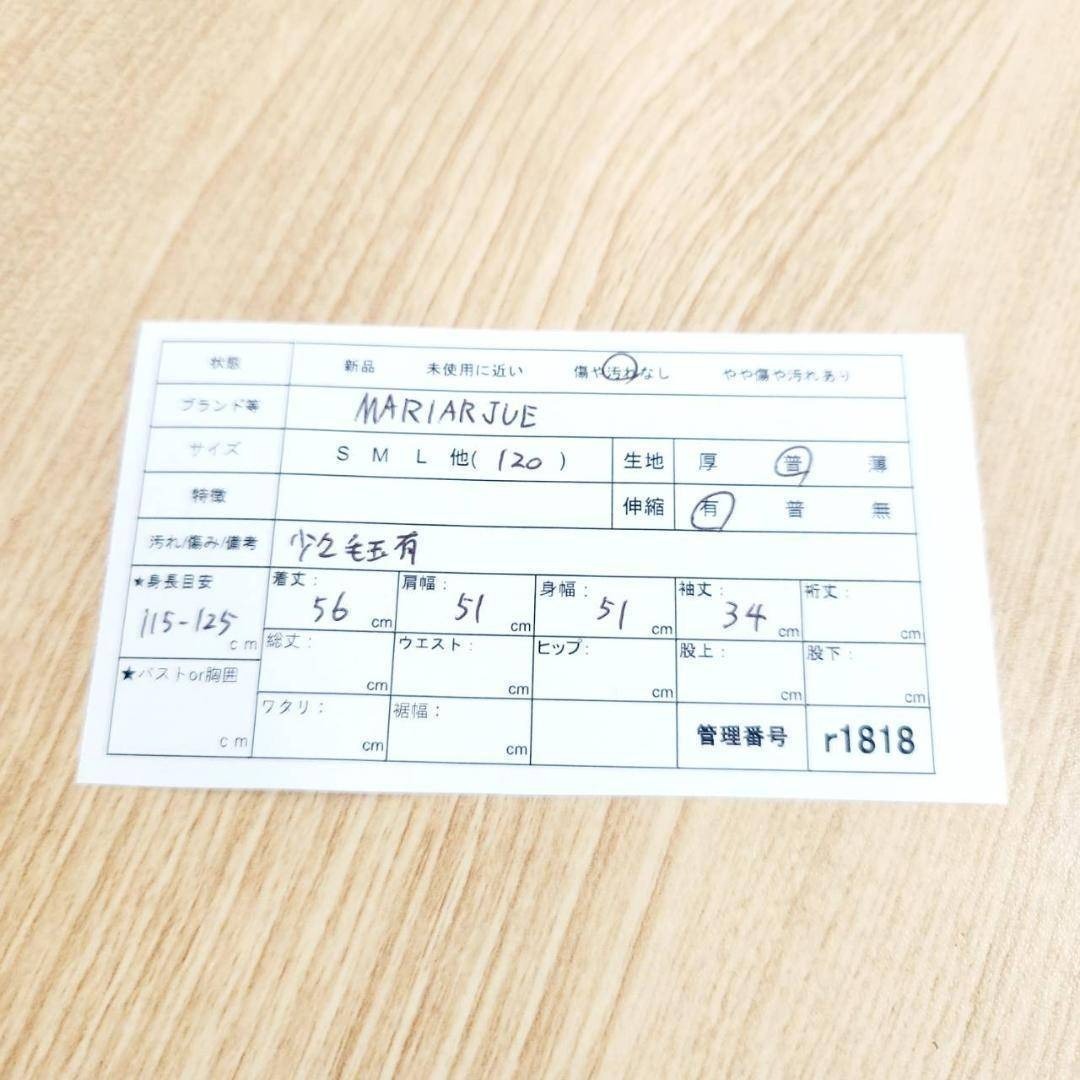 状態 新品 未使用に近い 傷や汚れなし やや傷や汚れあり
ブランド等 MARIARJUE
サイズ S M L 他( 120 ) 生地 厚 普 薄
特徴 伸縮 有 普 無
汚れ/傷み/備考 少々毛玉有
★身長目安 着丈: 肩幅: 身幅: 袖丈: 裄丈:
115-125 cm 56 cm 51 cm 51 cm 34 cm cm
★バストor胸囲 総丈: ウエスト: ヒップ: 股上: 股下:
cm cm cm cm cm
ワタリ: 裾幅: 管理番号 r1818
cm cm cm